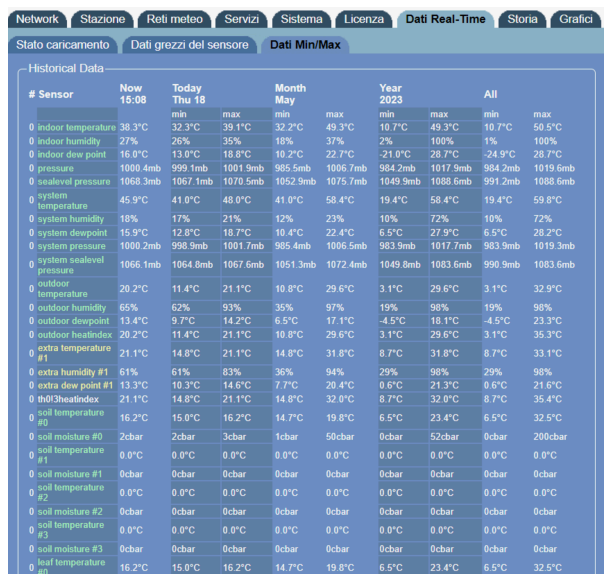 Network Stazione Reti meteo Servizi Sistema Licenza Dati Real-Time Storia Grafici
Stato caricamento Dati grezzi del sensore Dati Min/Max
Historical Data
# Sensor Now 15:08 Today Thu 18 Month May Year 2023 All
min max min max min max min max
0 indoor temperature 38.3°C 32.3°C 39.1°C 32.2°C 49.3°C 10.7°C 49.3°C 10.7°C 50.5°C
0 indoor humidity 27% 26% 35% 18% 37% 2% 100% 1% 100%
0 indoor dew point 16.0°C 13.0°C 18.8°C 10.2°C 22.7°C -21.0°C 28.7°C -24.9°C 28.7°C
0 pressure 1000.4mb 999.1mb 1001.9mb 985.5mb 1006.7mb 984.2mb 1017.9mb 984.2mb 1019.6mb
0 sealevel pressure 1068.3mb 1067.1mb 1070.5mb 1052.9mb 1075.7mb 1049.9mb 1088.6mb 991.2mb 1088.6mb
0 system temperature 45.9°C 41.0°C 48.0°C 41.0°C 58.4°C 19.4°C 58.4°C 19.4°C 59.8°C
0 system humidity 18% 17% 21% 12% 23% 10% 72% 10% 72%
0 system dewpoint 15.9°C 12.8°C 18.7°C 10.4°C 22.4°C 6.5°C 27.9°C 6.5°C 28.2°C
0 system pressure 1000.2mb 998.9mb 1001.7mb 985.4mb 1006.5mb 983.9mb 1017.7mb 983.9mb 1019.3mb
0 system sealevel pressure 1066.1mb 1064.8mb 1067.6mb 1051.3mb 1072.4mb 1049.8mb 1083.6mb 990.9mb 1083.6mb
0 outdoor temperature 20.2°C 11.4°C 21.1°C 10.8°C 29.6°C 3.1°C 29.6°C 3.1°C 32.9°C
0 outdoor humidity 65% 62% 93% 35% 97% 19% 98% 19% 98%
0 outdoor dewpoint 13.4°C 9.7°C 14.2°C 6.5°C 17.1°C -4.5°C 18.1°C -4.5°C 23.3°C
0 outdoor heatindex 20.2°C 11.4°C 21.1°C 10.8°C 29.6°C 3.1°C 29.6°C 3.1°C 35.3°C
0 extra temperature #1 21.1°C 14.8°C 21.1°C 14.8°C 31.8°C 8.7°C 31.8°C 8.7°C 33.1°C
0 extra humidity #1 61% 61% 83% 36% 94% 29% 98% 29% 98%
0 extra dew point #1 13.3°C 10.3°C 14.6°C 7.7°C 20.4°C 0.6°C 21.3°C 0.6°C 21.6°C
0 th0!3heatindex 21.1°C 14.8°C 21.1°C 14.8°C 32.0°C 8.7°C 32.0°C 8.7°C 35.4°C
0 soil temperature #0 16.2°C 15.0°C 16.2°C 14.7°C 19.8°C 6.5°C 23.4°C 6.5°C 32.5°C
0 soil moisture #0 2cbar 2cbar 3cbar 1cbar 50cbar 0cbar 52cbar 0cbar 200cbar
0 soil temperature #1 0.0°C 0.0°C 0.0°C 0.0°C 0.0°C 0.0°C 0.0°C 0.0°C 0.0°C
0 soil moisture #1 0cbar 0cbar 0cbar 0cbar 0cbar 0cbar 0cbar 0cbar 0cbar
0 soil temperature #2 0.0°C 0.0°C 0.0°C 0.0°C 0.0°C 0.0°C 0.0°C 0.0°C 0.0°C
0 soil moisture #2 0cbar 0cbar 0cbar 0cbar 0cbar 0cbar 0cbar 0cbar 0cbar
0 soil temperature #3 0.0°C 0.0°C 0.0°C 0.0°C 0.0°C 0.0°C 0.0°C 0.0°C 0.0°C
0 soil moisture #3 0cbar 0cbar 0cbar 0cbar 0cbar 0cbar 0cbar 0cbar 0cbar
0 leaf temperature #0 16.2°C 15.0°C 16.2°C 14.7°C 19.8°C 6.5°C 23.4°C 6.5°C 32.5°C